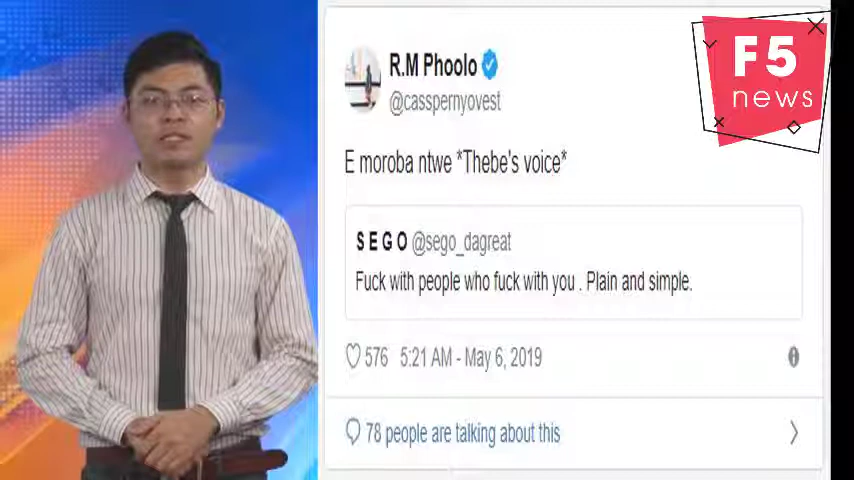 R.M Phoolo
@casspernyovest
E moroba ntwe *Thebe's voice*
S E G O @sego_dagreat
Fuck with people who fuck with you . Plain and simple.
576 5:21 AM - May 6, 2019
78 people are talking about this
F5
news